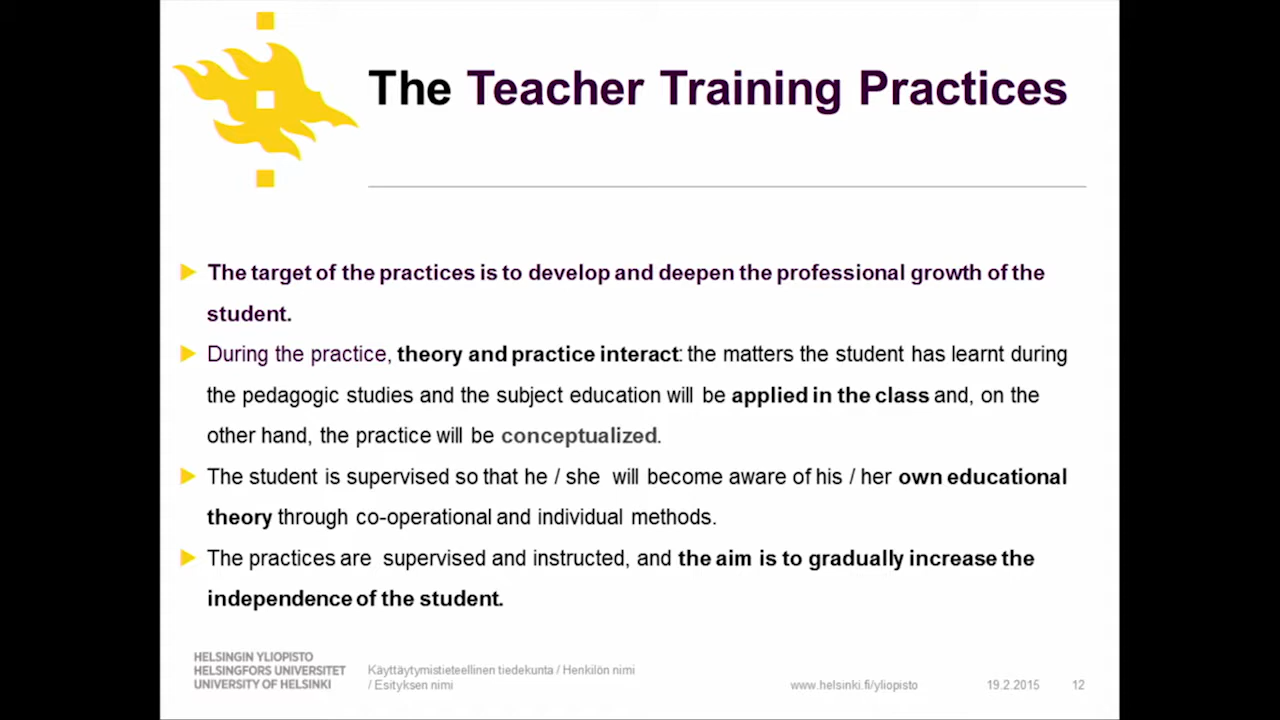 The Teacher Training Practices
The target of the practices is to develop and deepen the professional growth of the
student.
During the practice, theory and practice interact: the matters the student has learnt during
the pedagogic studies and the subject education will be applied in the class and, on the
other hand, the practice will be conceptualized.
The student is supervised so that he / she will become aware of his / her own educational
theory through co-operational and individual methods.
The practices are supervised and instructed, and the aim is to gradually increase the
independence of the student.
HELSINGIN YLIOPISTO
HELSINGFORS UNIVERSITET
UNIVERSITY OF HELSINKI
Käyttäytymistieteellinen tiedekunta / Henkilön nimi
/ Esityksen nimi
www.helsinki.fi/yliopisto
19.2.2015
12